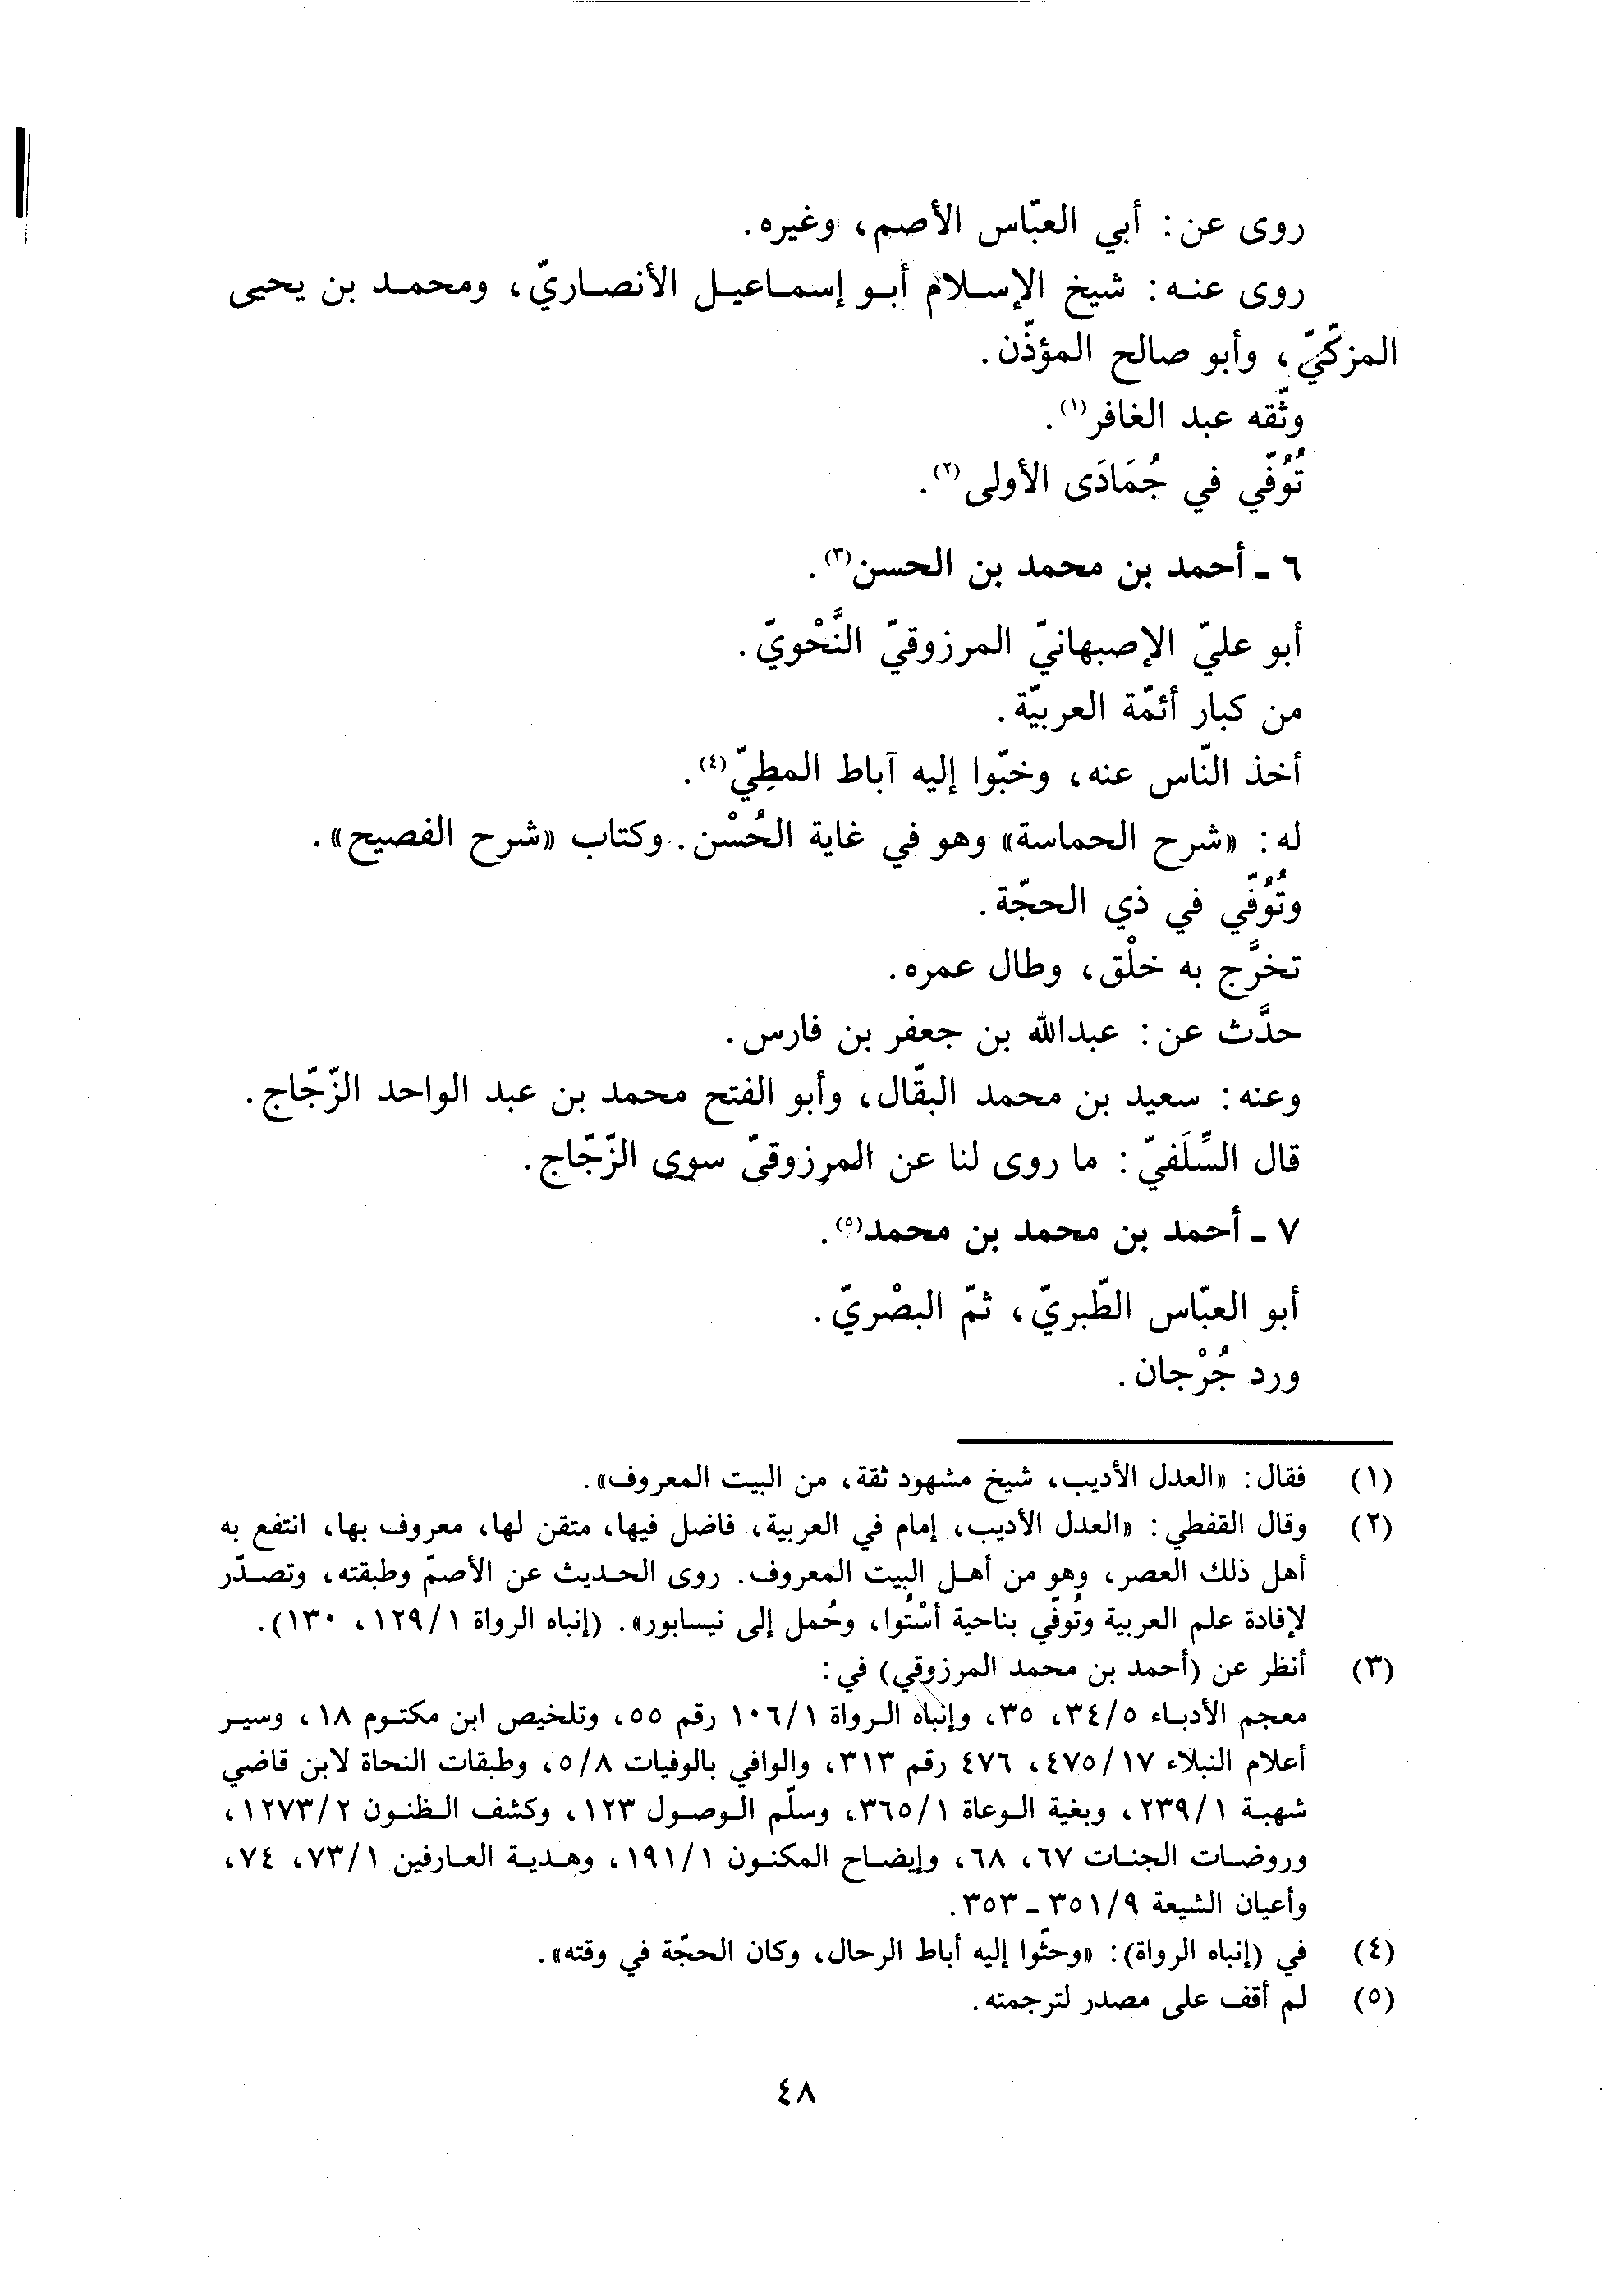 روى عن: أبي العبّاس الأصم، وغيره.
روى عنه: شيخ الإسلام أبو إسماعيل الأنصاريّ، ومحمد بن يحيى
المزكّيّ، وأبو صالح المؤذّن.
وثّقه عبد الغافر(١).
تُوُفّي في جُمَادَى الأولى(٢).
٦ ـ أحمد بن محمد بن الحسن(٣).
أبو عليّ الإصبهانيّ المرزوقيّ النَّحْويّ.
من كبار أئمّة العربيّة.
أخذ النّاس عنه، وخبّوا إليه آباط المطِيّ(٤).
له: «شرح الحماسة» وهو في غاية الحُسْن. وكتاب «شرح الفصيح».
وتُوُفّي في ذي الحجّة.
تخرَّج به خلْق، وطال عمره.
حدَّث عن: عبدالله بن جعفر بن فارس.
وعنه: سعيد بن محمد البقّال، وأبو الفتح محمد بن عبد الواحد الزّجّاج.
قال السِّلَفيّ: ما روى لنا عن المرزوقيّ سوى الزّجّاج.
٧ ـ أحمد بن محمد بن محمد(٥).
أبو العبّاس الطّبريّ، ثمّ البصْريّ.
ورد جُرْجان.
(١) فقال: «العدل الأديب، شيخ مشهود ثقة، من البيت المعروف».
(٢) وقال القفطي: «العدل الأديب، إمام في العربية، فاضل فيها، متقن لها، معروف بها، انتفع به
أهل ذلك العصر، وهو من أهل البيت المعروف. روى الحديث عن الأصمّ وطبقته، وتصدّر
لإفادة علم العربية وتُوفّي بناحية أسْتُوا، وحُمل إلى نيسابور». (إنباه الرواة ١/١٢٩، ١٣٠).
(٣) أنظر عن (أحمد بن محمد المرزوقي) في:
معجم الأدباء ٥/٣٤، ٣٥، وإنباه الرواة ١/١٠٦ رقم ٥٥، وتلخيص ابن مكتوم ١٨، وسير
أعلام النبلاء ١٧/٤٧٥، ٤٧٦ رقم ٣١٣، والوافي بالوفيات ٥/٨، وطبقات النحاة لابن قاضي
شهبة ١/٢٣٩، وبغية الوعاة ١/٣٦٥، وسلّم الوصول ١٢٣، وكشف الظنون ٢/١٢٧٣،
وروضات الجنات ٦٧، ٦٨، وإيضاح المكنون ١/١٩١، وهدية العارفين ١/٧٣، ٧٤،
وأعيان الشيعة ٩/٣٥١ ـ ٣٥٣.
(٤) في (إنباه الرواة): «وحثّوا إليه أباط الرحال، وكان الحجّة في وقته».
(٥) لم أقف على مصدر لترجمته.
٤٨